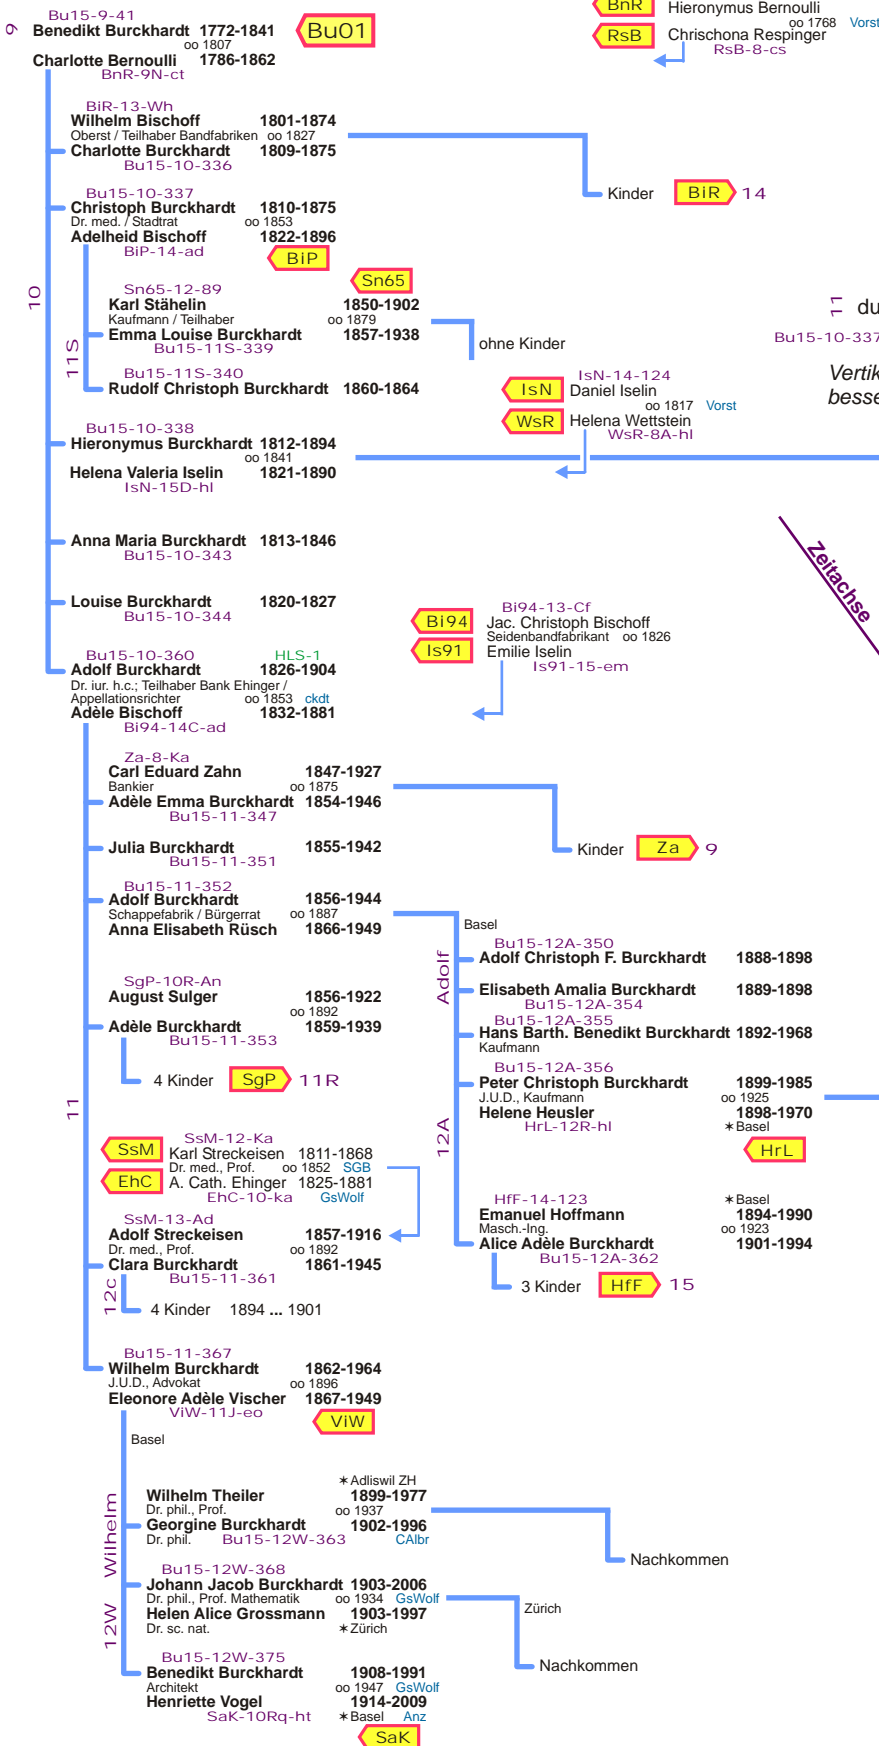 Bu15-9-41
9
Benedikt Burckhardt 1772-1841
oo 1807
Bu01
Charlotte Bernoulli 1786-1862
BnR-9N-ct
BnR
Hieronymus Bernoulli
oo 1768 Vorst
RsB
Chrischona Respinger
RsB-8-cs
BiR-13-Wh
Wilhelm Bischoff 1801-1874
Oberst / Teilhaber Bandfabriken oo 1827
Charlotte Burckhardt 1809-1875
Bu15-10-336
Kinder BiR 14
Bu15-10-337
Christoph Burckhardt 1810-1875
Dr. med. / Stadtrat oo 1853
Adelheid Bischoff 1822-1896
BiP-14-ad
BiP
10
Sn65
Sn65-12-89
Karl Stähelin 1850-1902
Kaufmann / Teilhaber oo 1879
Emma Louise Burckhardt 1857-1938
Bu15-11S-339
ohne Kinder
11S
Bu15-11S-340
Rudolf Christoph Burckhardt 1860-1864
11 du
Bu15-10-337
Vertik
besse
IsN-14-124
IsN Daniel Iselin
oo 1817 Vorst
WsR Helena Wettstein
WsR-8A-hl
Bu15-10-338
Hieronymus Burckhardt 1812-1894
oo 1841
Helena Valeria Iselin 1821-1890
IsN-15D-hl
Anna Maria Burckhardt 1813-1846
Bu15-10-343
Zeitachse
Louise Burckhardt 1820-1827
Bu15-10-344
Bi94-13-Cf
Bi94 Jac. Christoph Bischoff
Seidenbandfabrikant oo 1826
Is91 Emilie Iselin
Is91-15-em
Bu15-10-360 HLS-1
Adolf Burckhardt 1826-1904
Dr. iur. h.c.; Teilhaber Bank Ehinger /
Appellationsrichter oo 1853 ckdt
Adèle Bischoff 1832-1881
Bi94-14C-ad
Za-8-Ka
Carl Eduard Zahn 1847-1927
Bankier oo 1875
Adèle Emma Burckhardt 1854-1946
Bu15-11-347
Kinder Za 9
Julia Burckhardt 1855-1942
Bu15-11-351
Bu15-11-352
Adolf Burckhardt 1856-1944
Schappefabrik / Bürgerrat oo 1887
Anna Elisabeth Rüsch 1866-1949
Basel
Adolf
Bu15-12A-350
Adolf Christoph F. Burckhardt 1888-1898
Elisabeth Amalia Burckhardt 1889-1898
Bu15-12A-354
Bu15-12A-355
Hans Barth. Benedikt Burckhardt 1892-1968
Kaufmann
Bu15-12A-356
Peter Christoph Burckhardt 1899-1985
J.U.D., Kaufmann oo 1925
Helene Heusler 1898-1970
HrL-12R-hl ✶Basel
HrL
12A
HfF-14-123 ✶Basel
Emanuel Hoffmann 1894-1990
Masch.-Ing. oo 1923
Alice Adèle Burckhardt 1901-1994
Bu15-12A-362
3 Kinder HfF 15
SgP-10R-An
August Sulger 1856-1922
oo 1892
Adèle Burckhardt 1859-1939
Bu15-11-353
4 Kinder SgP 11R
11
SsM-12-Ka
SsM Karl Streckeisen 1811-1868
Dr. med., Prof. oo 1852 SGB
EhC A. Cath. Ehinger 1825-1881
EhC-10-ka GsWolf
SsM-13-Ad
Adolf Streckeisen 1857-1916
Dr. med., Prof. oo 1892
Clara Burckhardt 1861-1945
Bu15-11-361
12c
4 Kinder 1894 ... 1901
Bu15-11-367
Wilhelm Burckhardt 1862-1964
J.U.D., Advokat oo 1896
Eleonore Adèle Vischer 1867-1949
ViW-11J-eo
ViW
Basel
Wilhelm
✶Adliswil ZH
Wilhelm Theiler 1899-1977
Dr. phil., Prof. oo 1937
Georgine Burckhardt 1902-1996
Dr. phil. Bu15-12W-363 CAlbr
Nachkommen
12W
Bu15-12W-368
Johann Jacob Burckhardt 1903-2006
Dr. phil., Prof. Mathematik oo 1934 GsWolf
Helen Alice Grossmann 1903-1997
Dr. sc. nat. ✶Zürich
Zürich
Nachkommen
Bu15-12W-375
Benedikt Burckhardt 1908-1991
Architekt oo 1947 GsWolf
Henriette Vogel 1914-2009
SaK-10Rq-ht ✶Basel Anz
SaK